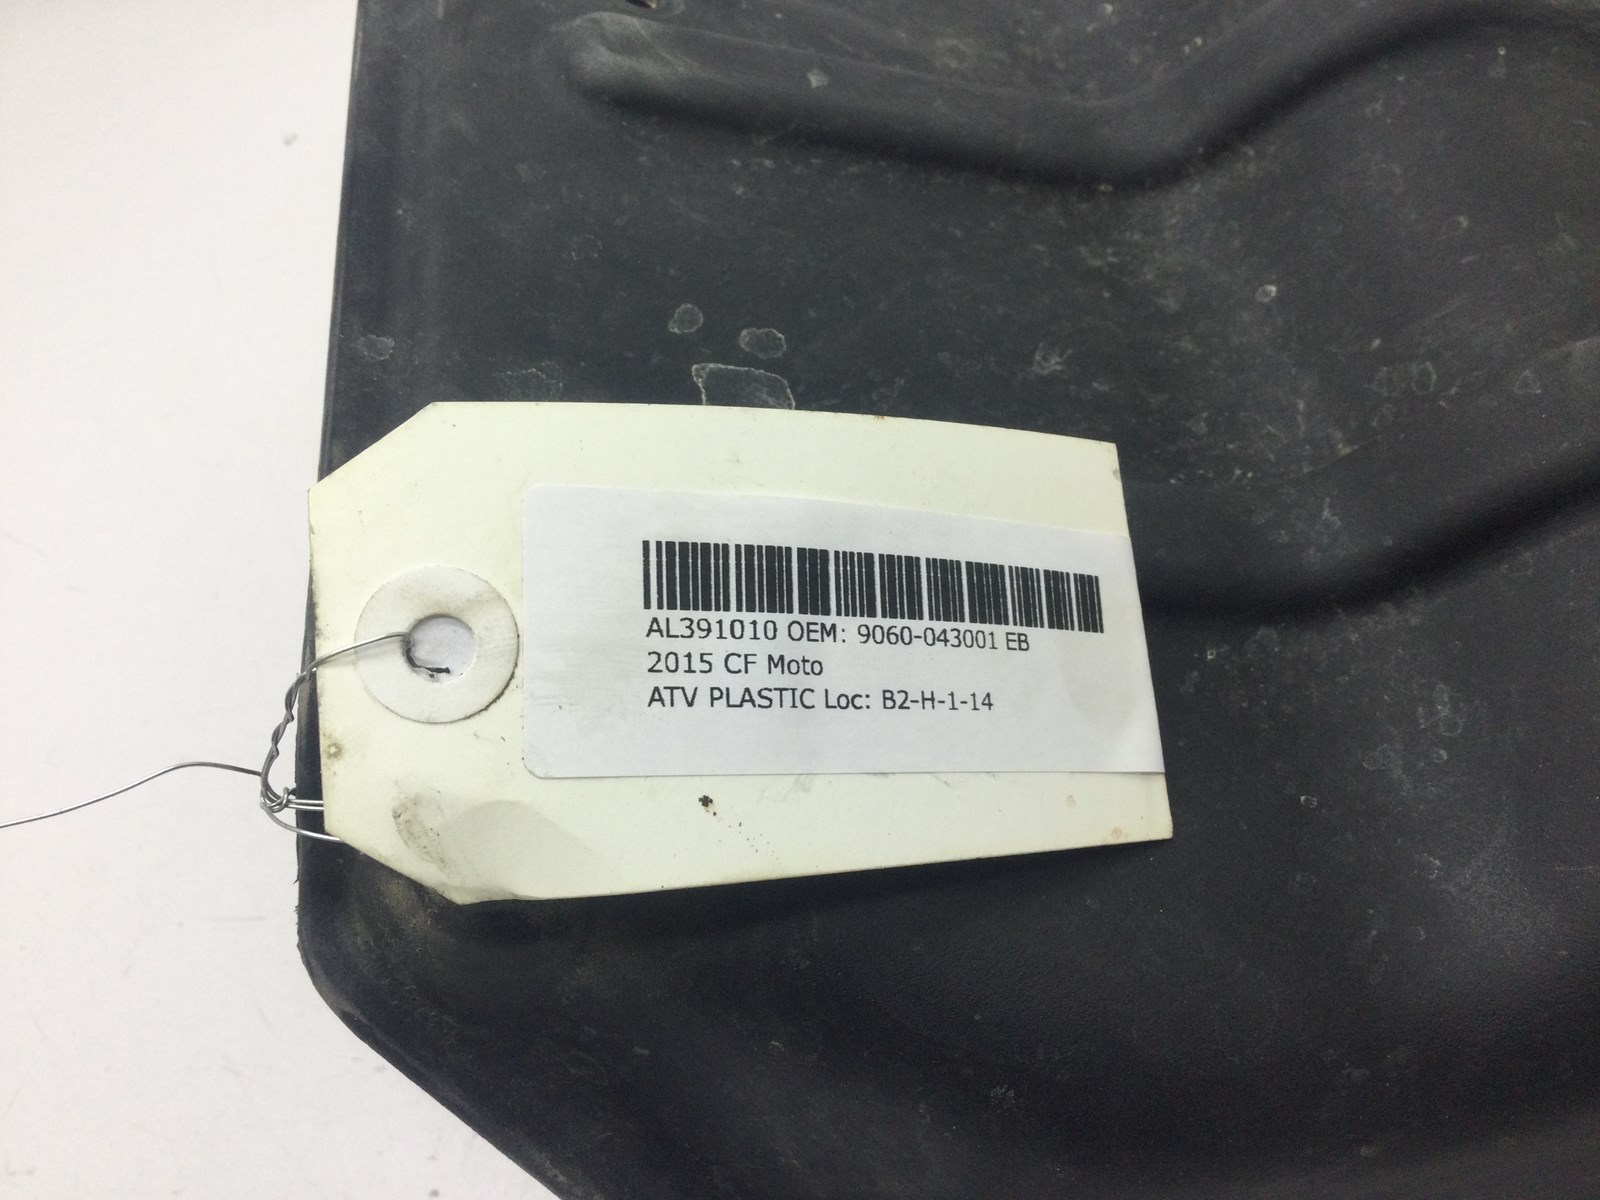 AL391010 OEM: 9060-043001 EB
2015 CF Moto
ATV PLASTIC Loc: B2-H-1-14